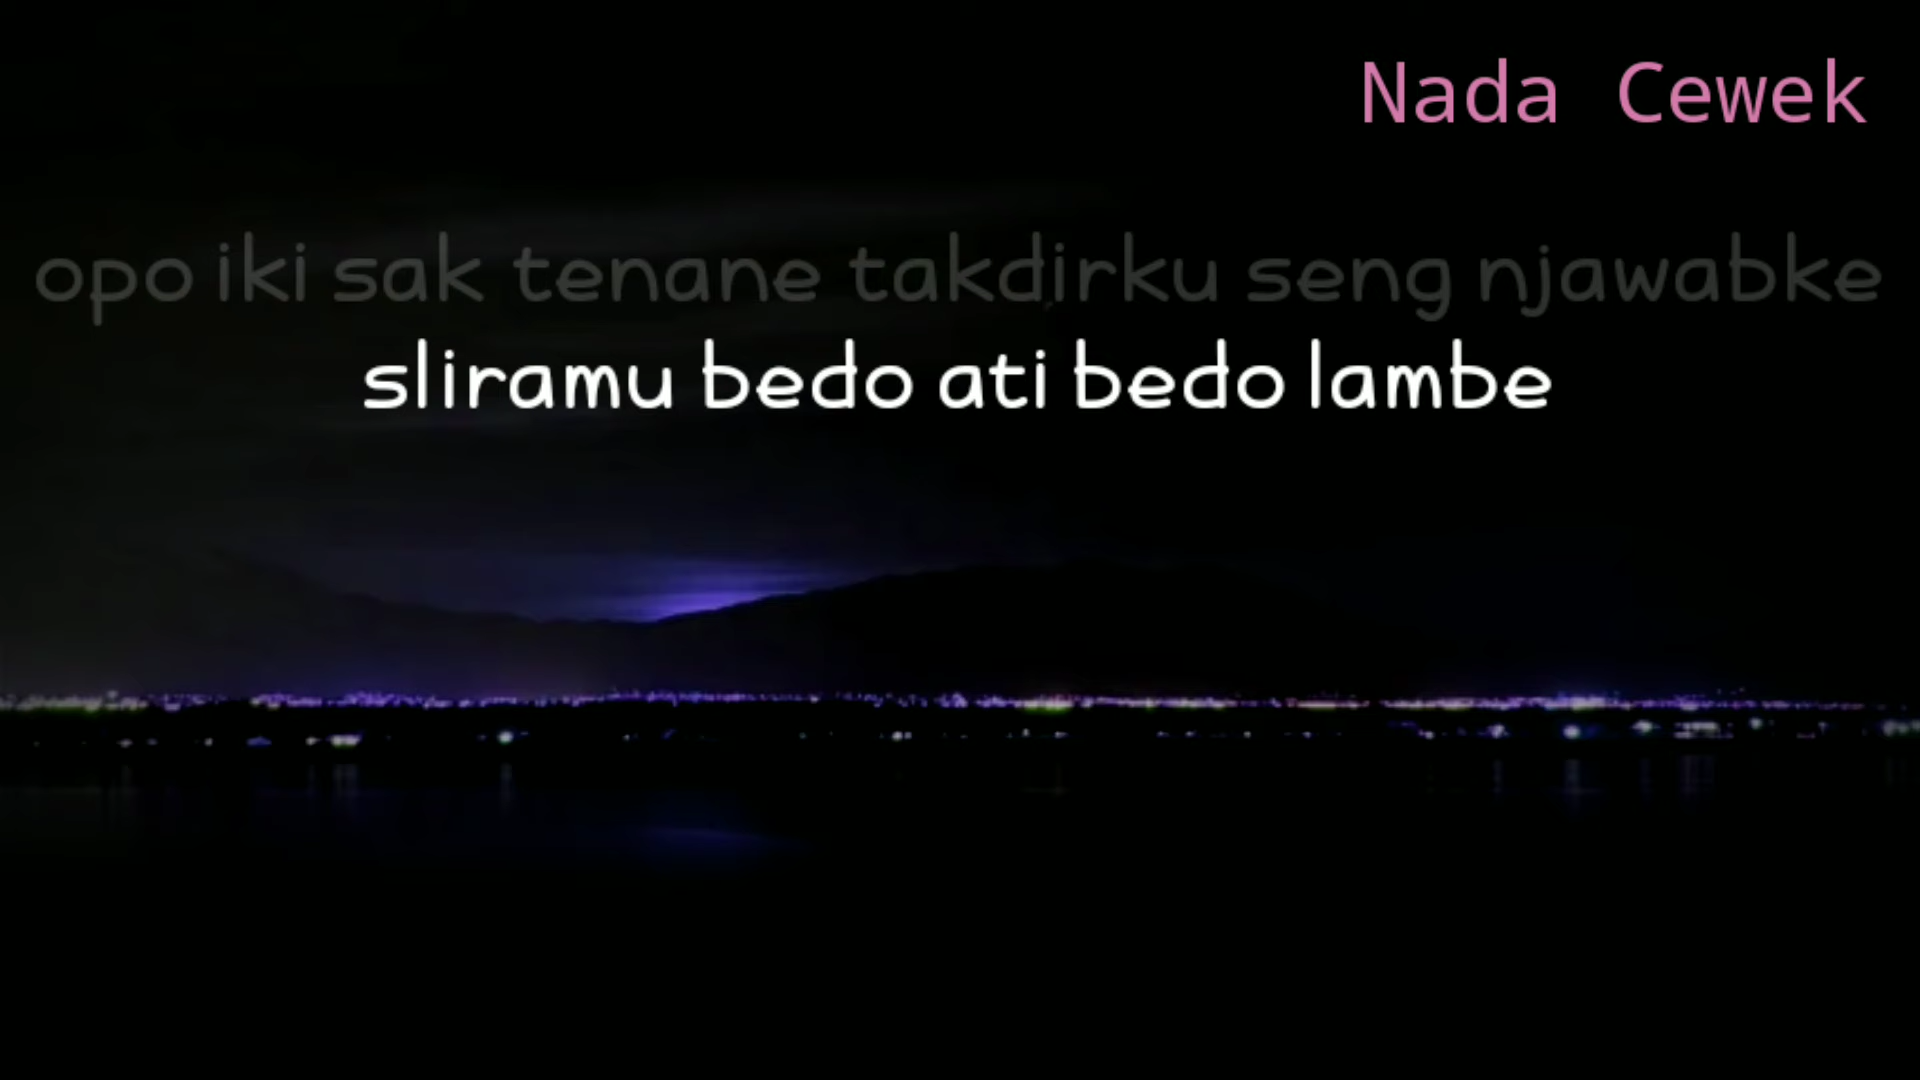 Nada Cewek
opo iki sak tenane takdirku seng njawabke
sliramu bedo ati bedo lambe